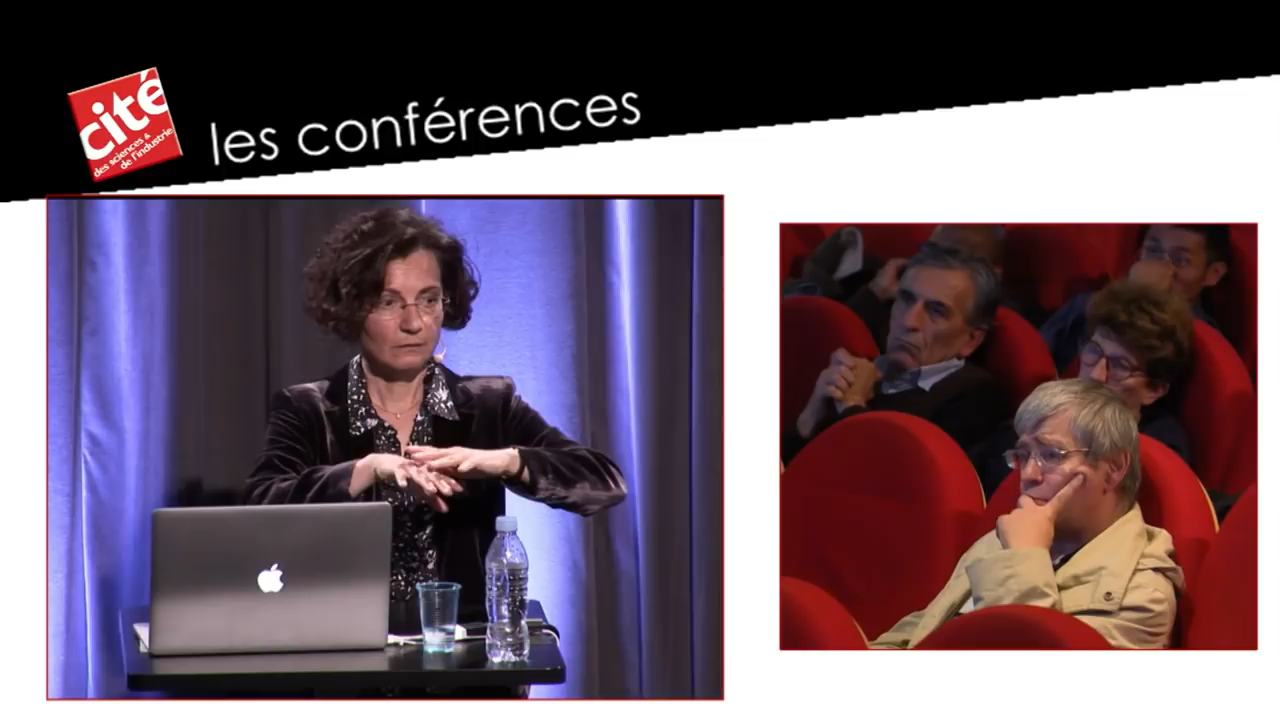 cité
des sciences &
de l'industrie
les conférences